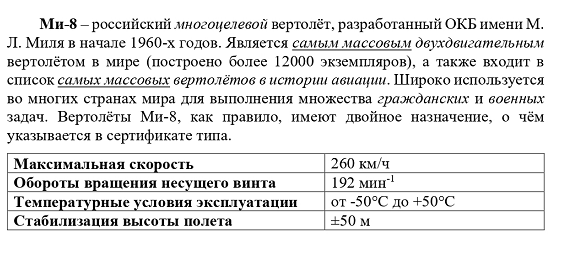 Ми-8 – российский многоцелевой вертолёт, разработанный ОКБ имени М.
Л. Миля в начале 1960-х годов. Является самым массовым двухдвигательным
вертолётом в мире (построено более 12000 экземпляров), а также входит в
список самых массовых вертолётов в истории авиации. Широко используется
во многих странах мира для выполнения множества гражданских и военных
задач. Вертолёты Ми-8, как правило, имеют двойное назначение, о чём
указывается в сертификате типа.
Максимальная скорость 260 км/ч
Обороты вращения несущего винта 192 мин⁻¹
Температурные условия эксплуатации от -50°C до +50°C
Стабилизация высоты полета ±50 м